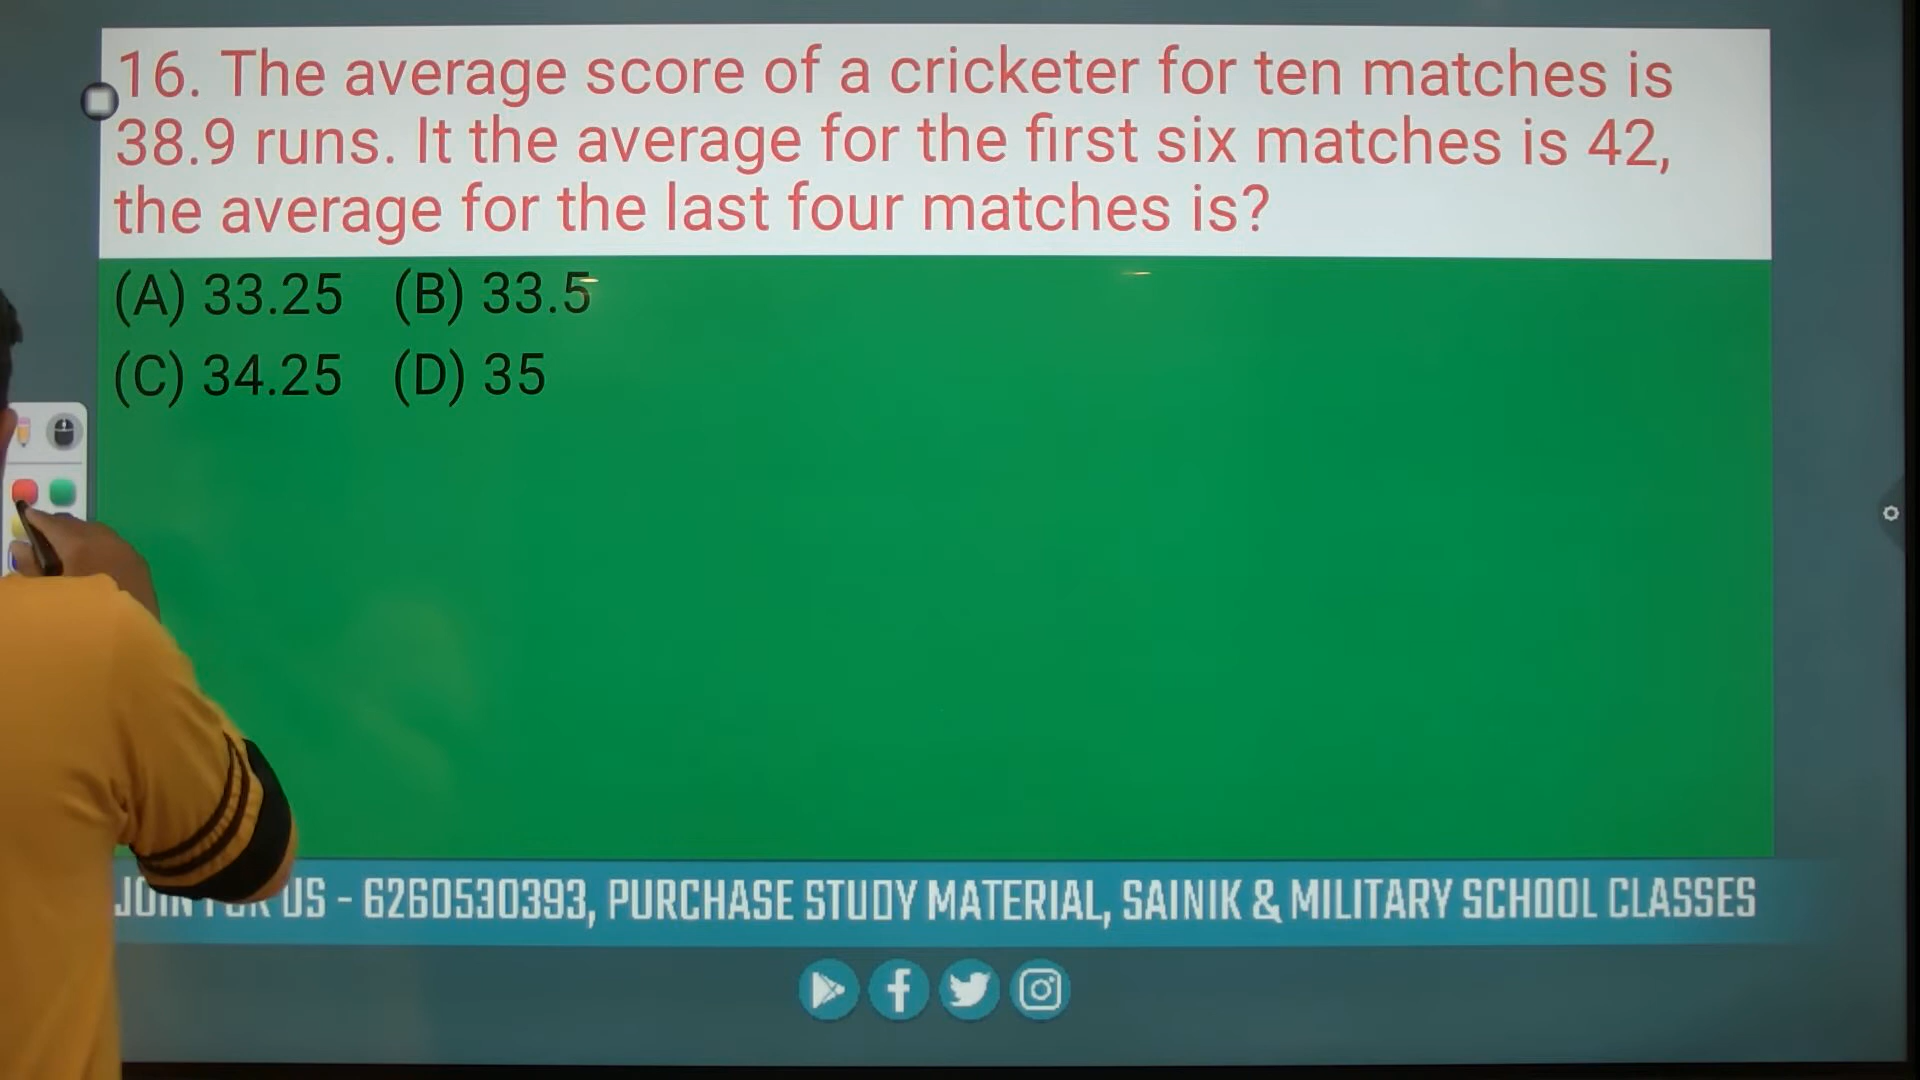 16. The average score of a cricketer for ten matches is
38.9 runs. It the average for the first six matches is 42,
the average for the last four matches is?
(A) 33.25 (B) 33.5
(C) 34.25 (D) 35
US - 6260530393, PURCHASE STUDY MATERIAL, SAINIK & MILITARY SCHOOL CLASSES